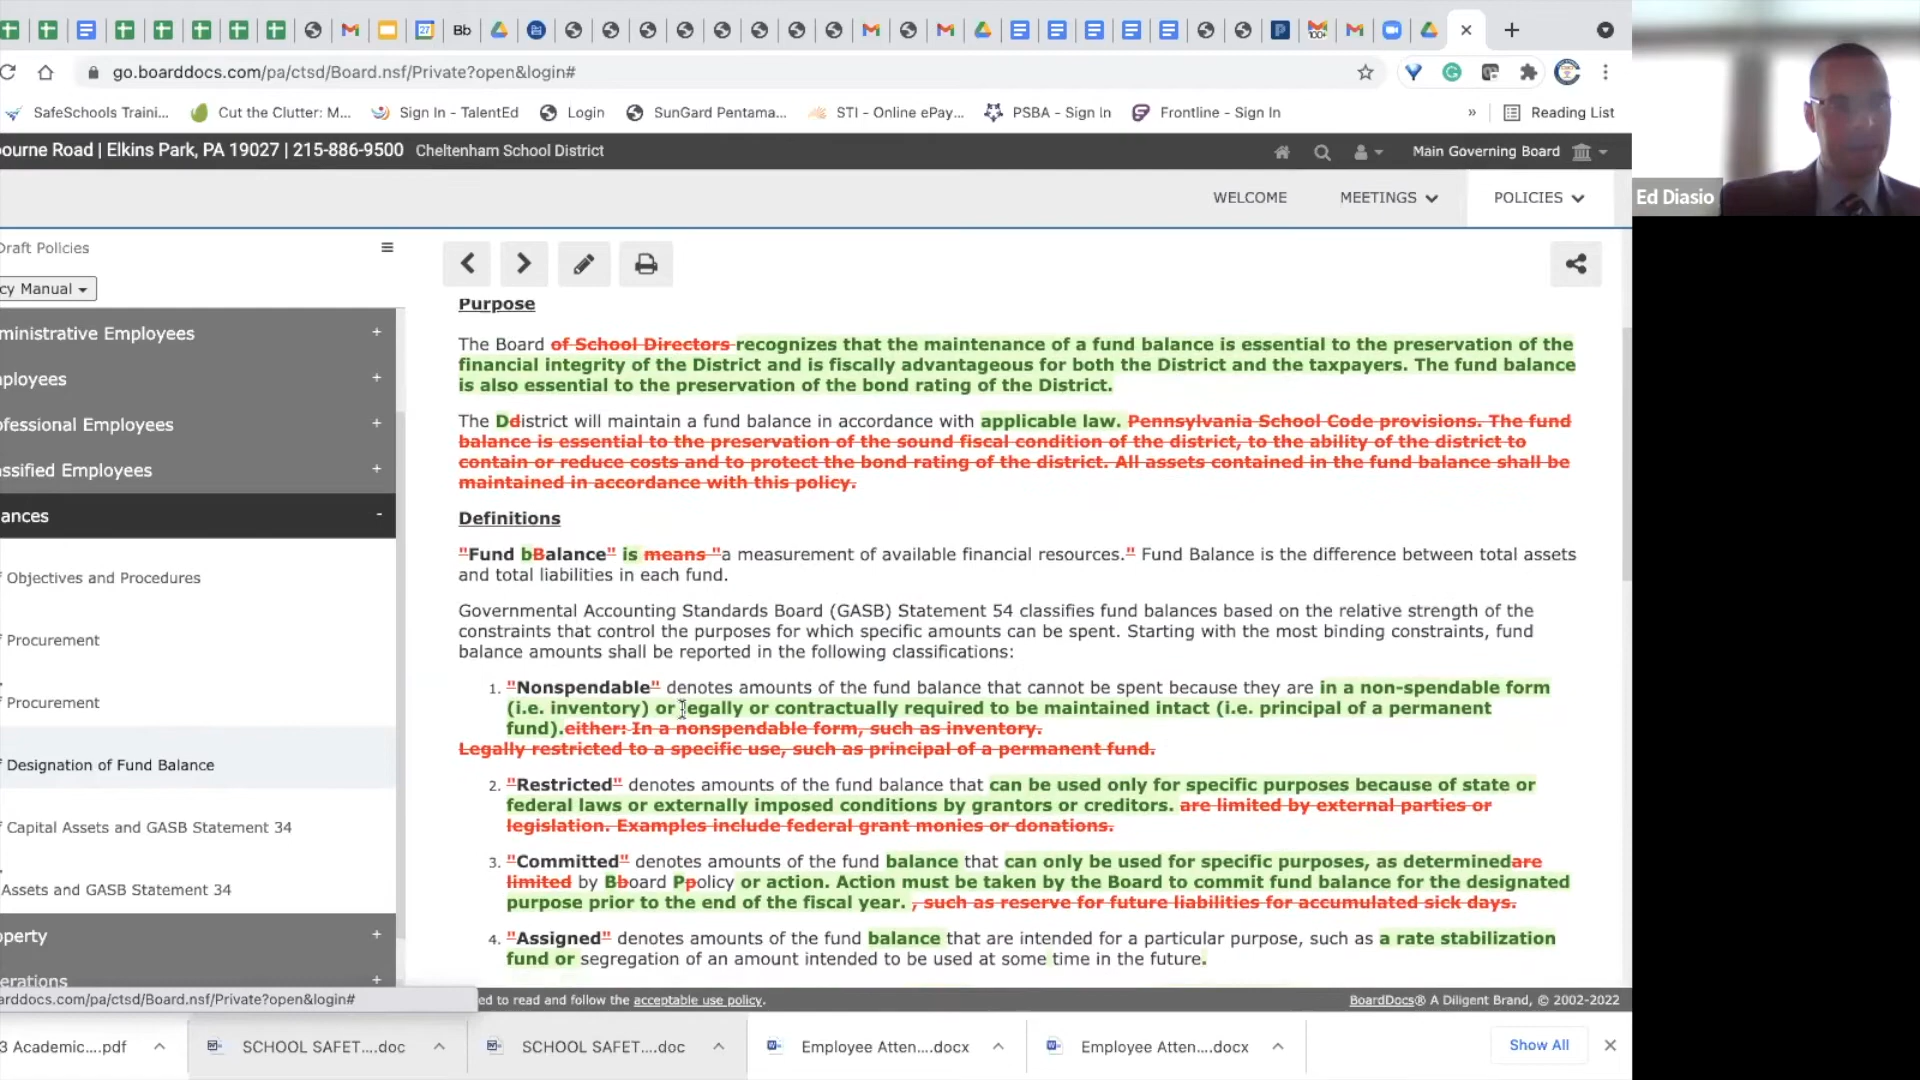 Bb
27
100+
go.boarddocs.com/pa/ctsd/Board.nsf/Private?open&login#
SafeSchools Traini... Cut the Clutter: M... Sign In - TalentEd Login SunGard Pentama... STI - Online ePay... PSBA - Sign In Frontline - Sign In » Reading List
ourne Road | Elkins Park, PA 19027 | 215-886-9500 Cheltenham School District Main Governing Board
WELCOME MEETINGS POLICIES
Ed Diasio
Draft Policies
cy Manual
ministrative Employees +
ployees +
ofessional Employees +
assified Employees +
ances -
Objectives and Procedures
Procurement
Procurement
Designation of Fund Balance
Capital Assets and GASB Statement 34
Assets and GASB Statement 34
operty +
erations +
Purpose
The Board of School Directors recognizes that the maintenance of a fund balance is essential to the preservation of the
financial integrity of the District and is fiscally advantageous for both the District and the taxpayers. The fund balance
is also essential to the preservation of the bond rating of the District.
The Ddistrict will maintain a fund balance in accordance with applicable law. Pennsylvania School Code provisions. The fund
balance is essential to the preservation of the sound fiscal condition of the district, to the ability of the district to
contain or reduce costs and to protect the bond rating of the district. All assets contained in the fund balance shall be
maintained in accordance with this policy.
Definitions
"Fund bBalance" is means "a measurement of available financial resources." Fund Balance is the difference between total assets
and total liabilities in each fund.
Governmental Accounting Standards Board (GASB) Statement 54 classifies fund balances based on the relative strength of the
constraints that control the purposes for which specific amounts can be spent. Starting with the most binding constraints, fund
balance amounts shall be reported in the following classifications:
1. "Nonspendable" denotes amounts of the fund balance that cannot be spent because they are in a non-spendable form
(i.e. inventory) or legally or contractually required to be maintained intact (i.e. principal of a permanent
fund).either: In a nonspendable form, such as inventory.
Legally restricted to a specific use, such as principal of a permanent fund.
2. "Restricted" denotes amounts of the fund balance that can be used only for specific purposes because of state or
federal laws or externally imposed conditions by grantors or creditors. are limited by external parties or
legislation. Examples include federal grant monies or donations.
3. "Committed" denotes amounts of the fund balance that can only be used for specific purposes, as determinedare
limited by Bboard Ppolicy or action. Action must be taken by the Board to commit fund balance for the designated
purpose prior to the end of the fiscal year. , such as reserve for future liabilities for accumulated sick days.
4. "Assigned" denotes amounts of the fund balance that are intended for a particular purpose, such as a rate stabilization
fund or segregation of an amount intended to be used at some time in the future.
arddocs.com/pa/ctsd/Board.nsf/Private?open&login#
ed to read and follow the acceptable use policy. BoardDocs® A Diligent Brand, © 2002-2022
3 Academic....pdf SCHOOL SAFET....doc SCHOOL SAFET....doc Employee Atten....docx Employee Atten....docx Show All